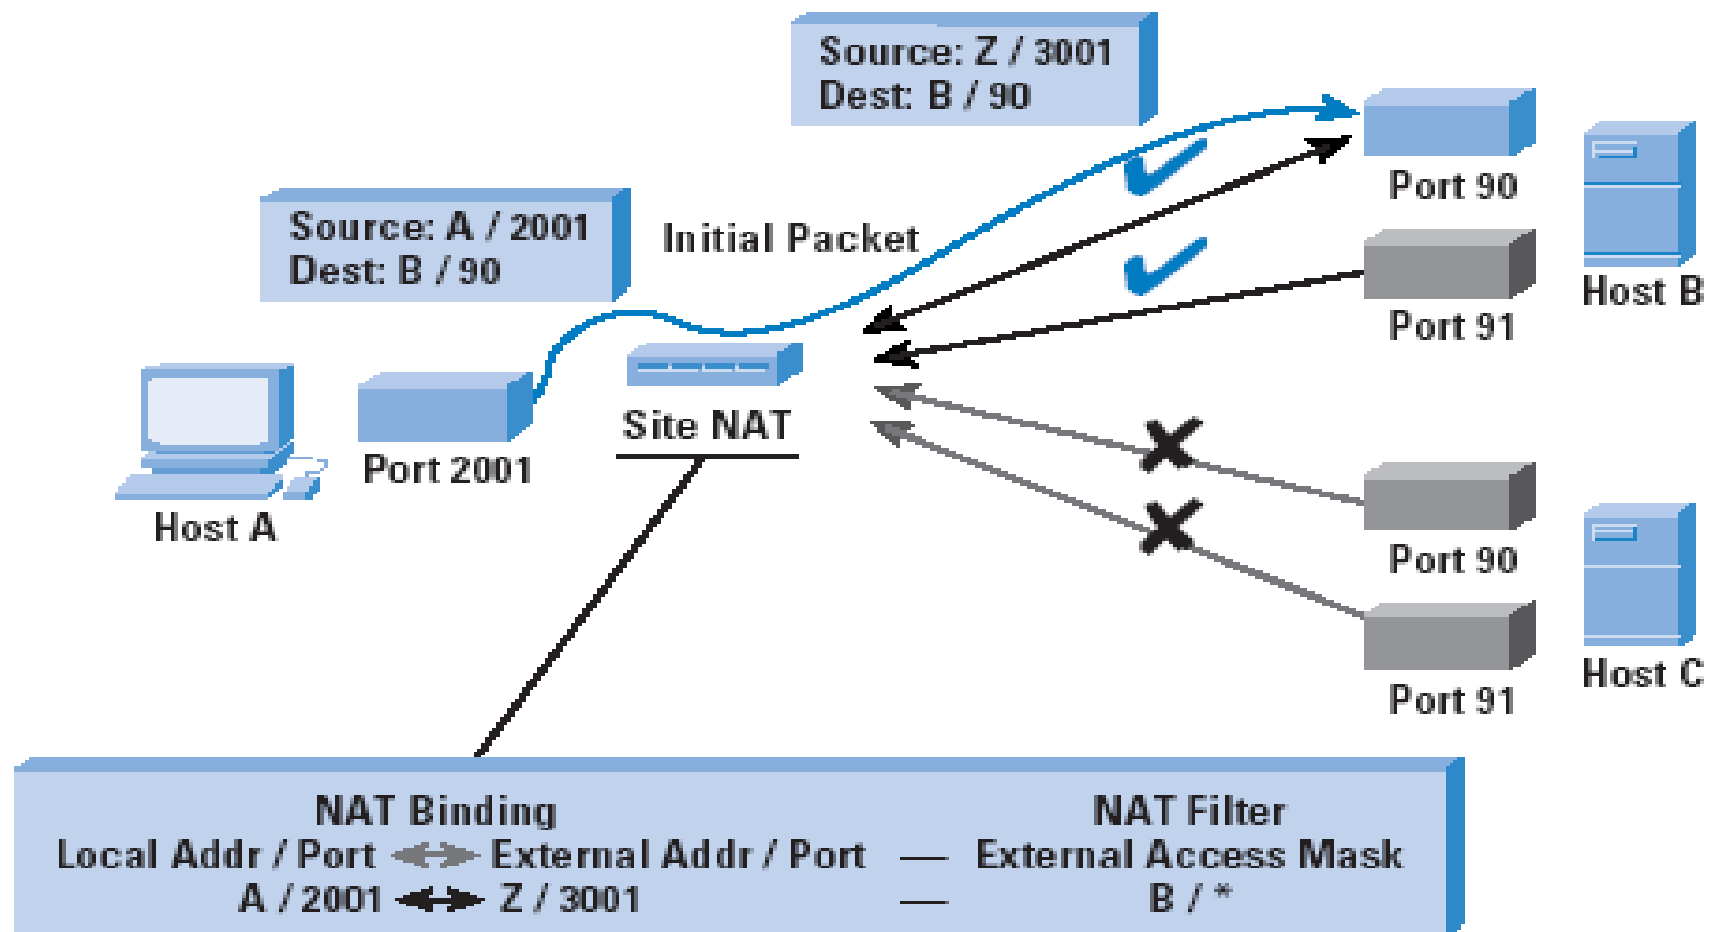 Source: Z / 3001
Dest: B / 90
Source: A / 2001
Dest: B / 90
Initial Packet
Port 90
Host B
Port 91
Site NAT
Port 2001
Host A
Port 90
Host C
Port 91
NAT Binding NAT Filter
Local Addr / Port External Addr / Port — External Access Mask
A / 2001 Z / 3001 — B / *